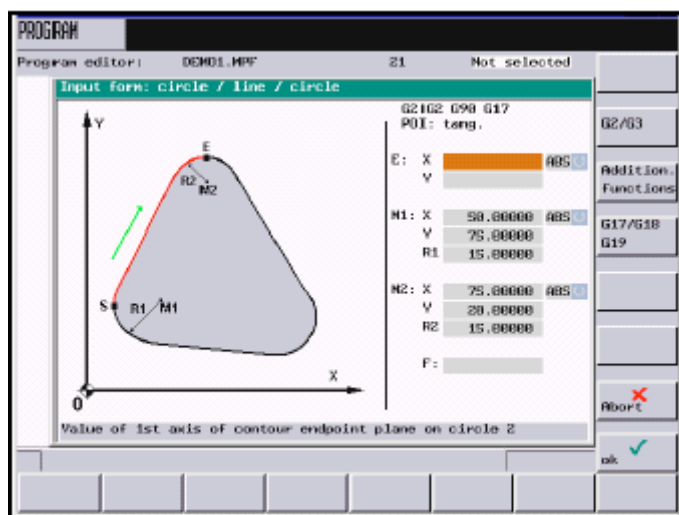 PROGRAM
Program editor: DEMO1.MPF 21 Not selected
Input form: circle / line / circle
G2|G2 G90 G17
POI: tang.
G2/G3
Addition.
Functions
G17/G18
G19
Abort
ok
Y
E
R2
M2
S
R1
M1
X
0
E: X ABS
Y
M1: X 50.00000 ABS
Y 75.00000
R1 15.00000
M2: X 75.00000 ABS
Y 20.00000
R2 15.00000
F:
Value of 1st axis of contour endpoint plane on circle 2